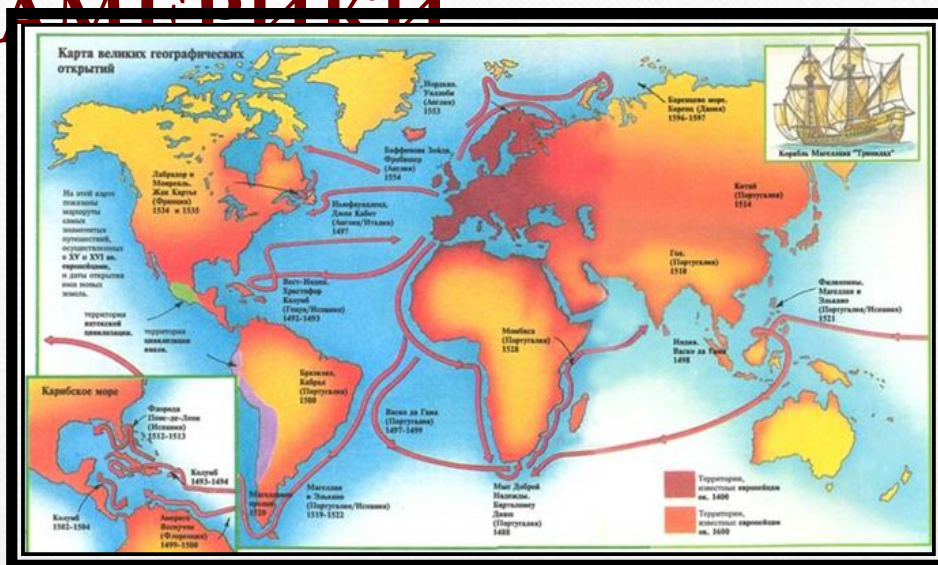 АМЕРИКИ
Карта великих географических
открытий
На этой карте
показаны
маршруты
самых
знаменитых
путешествий,
осуществленных
в XV и XVI вв.
европейцами,
и даты открытия
ими новых
земель.
Лабрадор и
Монреаль.
Жак Картье
(Франция)
1534 и 1535
Нордкап.
Уиллоби
(Англия)
1553
Баффинова Земля.
Фробишер
(Англия)
1554
Ньюфаундленд.
Джон Кабот
(Англия/Италия)
1497
Вест-Индия.
Христофор
Колумб
(Генуя/Испания)
1492-1493
Баренцево море.
Баренц (Дания)
1596-1597
Корабль Магеллана "Тринидад"
Китай
(Португалия)
1514
Гоа.
(Португалия)
1510
Филиппины.
Магеллан и
Элькано
(Португалия/Испания)
1521
Индия.
Васко да Гама
1498
Момбаса
(Португалия)
1528
территория
ацтекской
цивилизации.
территория
цивилизации
инков.
Бразилия.
Кабрал
(Португалия)
1500
Васко да Гама
(Португалия)
1497-1499
Магелланов
пролив
1520
Магеллан
и Элькано
(Португалия/Испания)
1519-1522
Мыс Доброй
Надежды.
Бартоломеу
Диаш
(Португалия)
1488
Карибское море
Флорида
Понс-де-Леон
(Испания)
1512-1513
Колумб
1493-1494
Колумб
1502-1504
Америго
Веспуччи
(Флоренция)
1499-1500
Территории,
известные европейцам
ок. 1400
Территории,
известные европейцам
ок. 1600